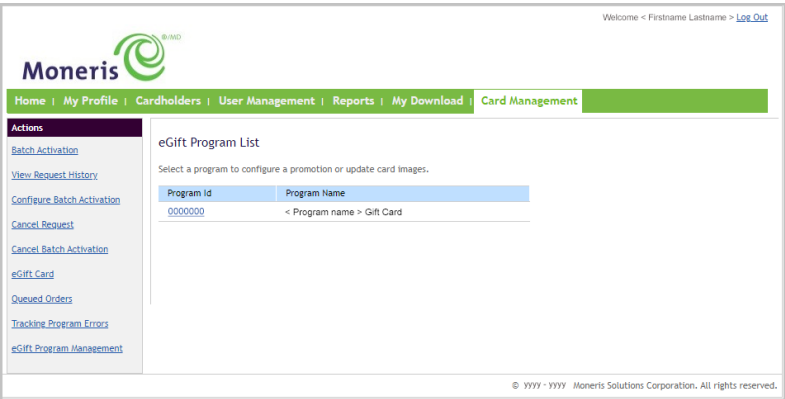 Welcome < Firstname Lastname > Log Out
Moneris ®/MD
Home | My Profile | Cardholders | User Management | Reports | My Download | Card Management
Actions
Batch Activation
View Request History
Configure Batch Activation
Cancel Request
Cancel Batch Activation
eGift Card
Queued Orders
Tracking Program Errors
eGift Program Management
eGift Program List
Select a program to configure a promotion or update card images.
Program Id Program Name
0000000 < Program name > Gift Card
© yyyy - yyyy Moneris Solutions Corporation. All rights reserved.